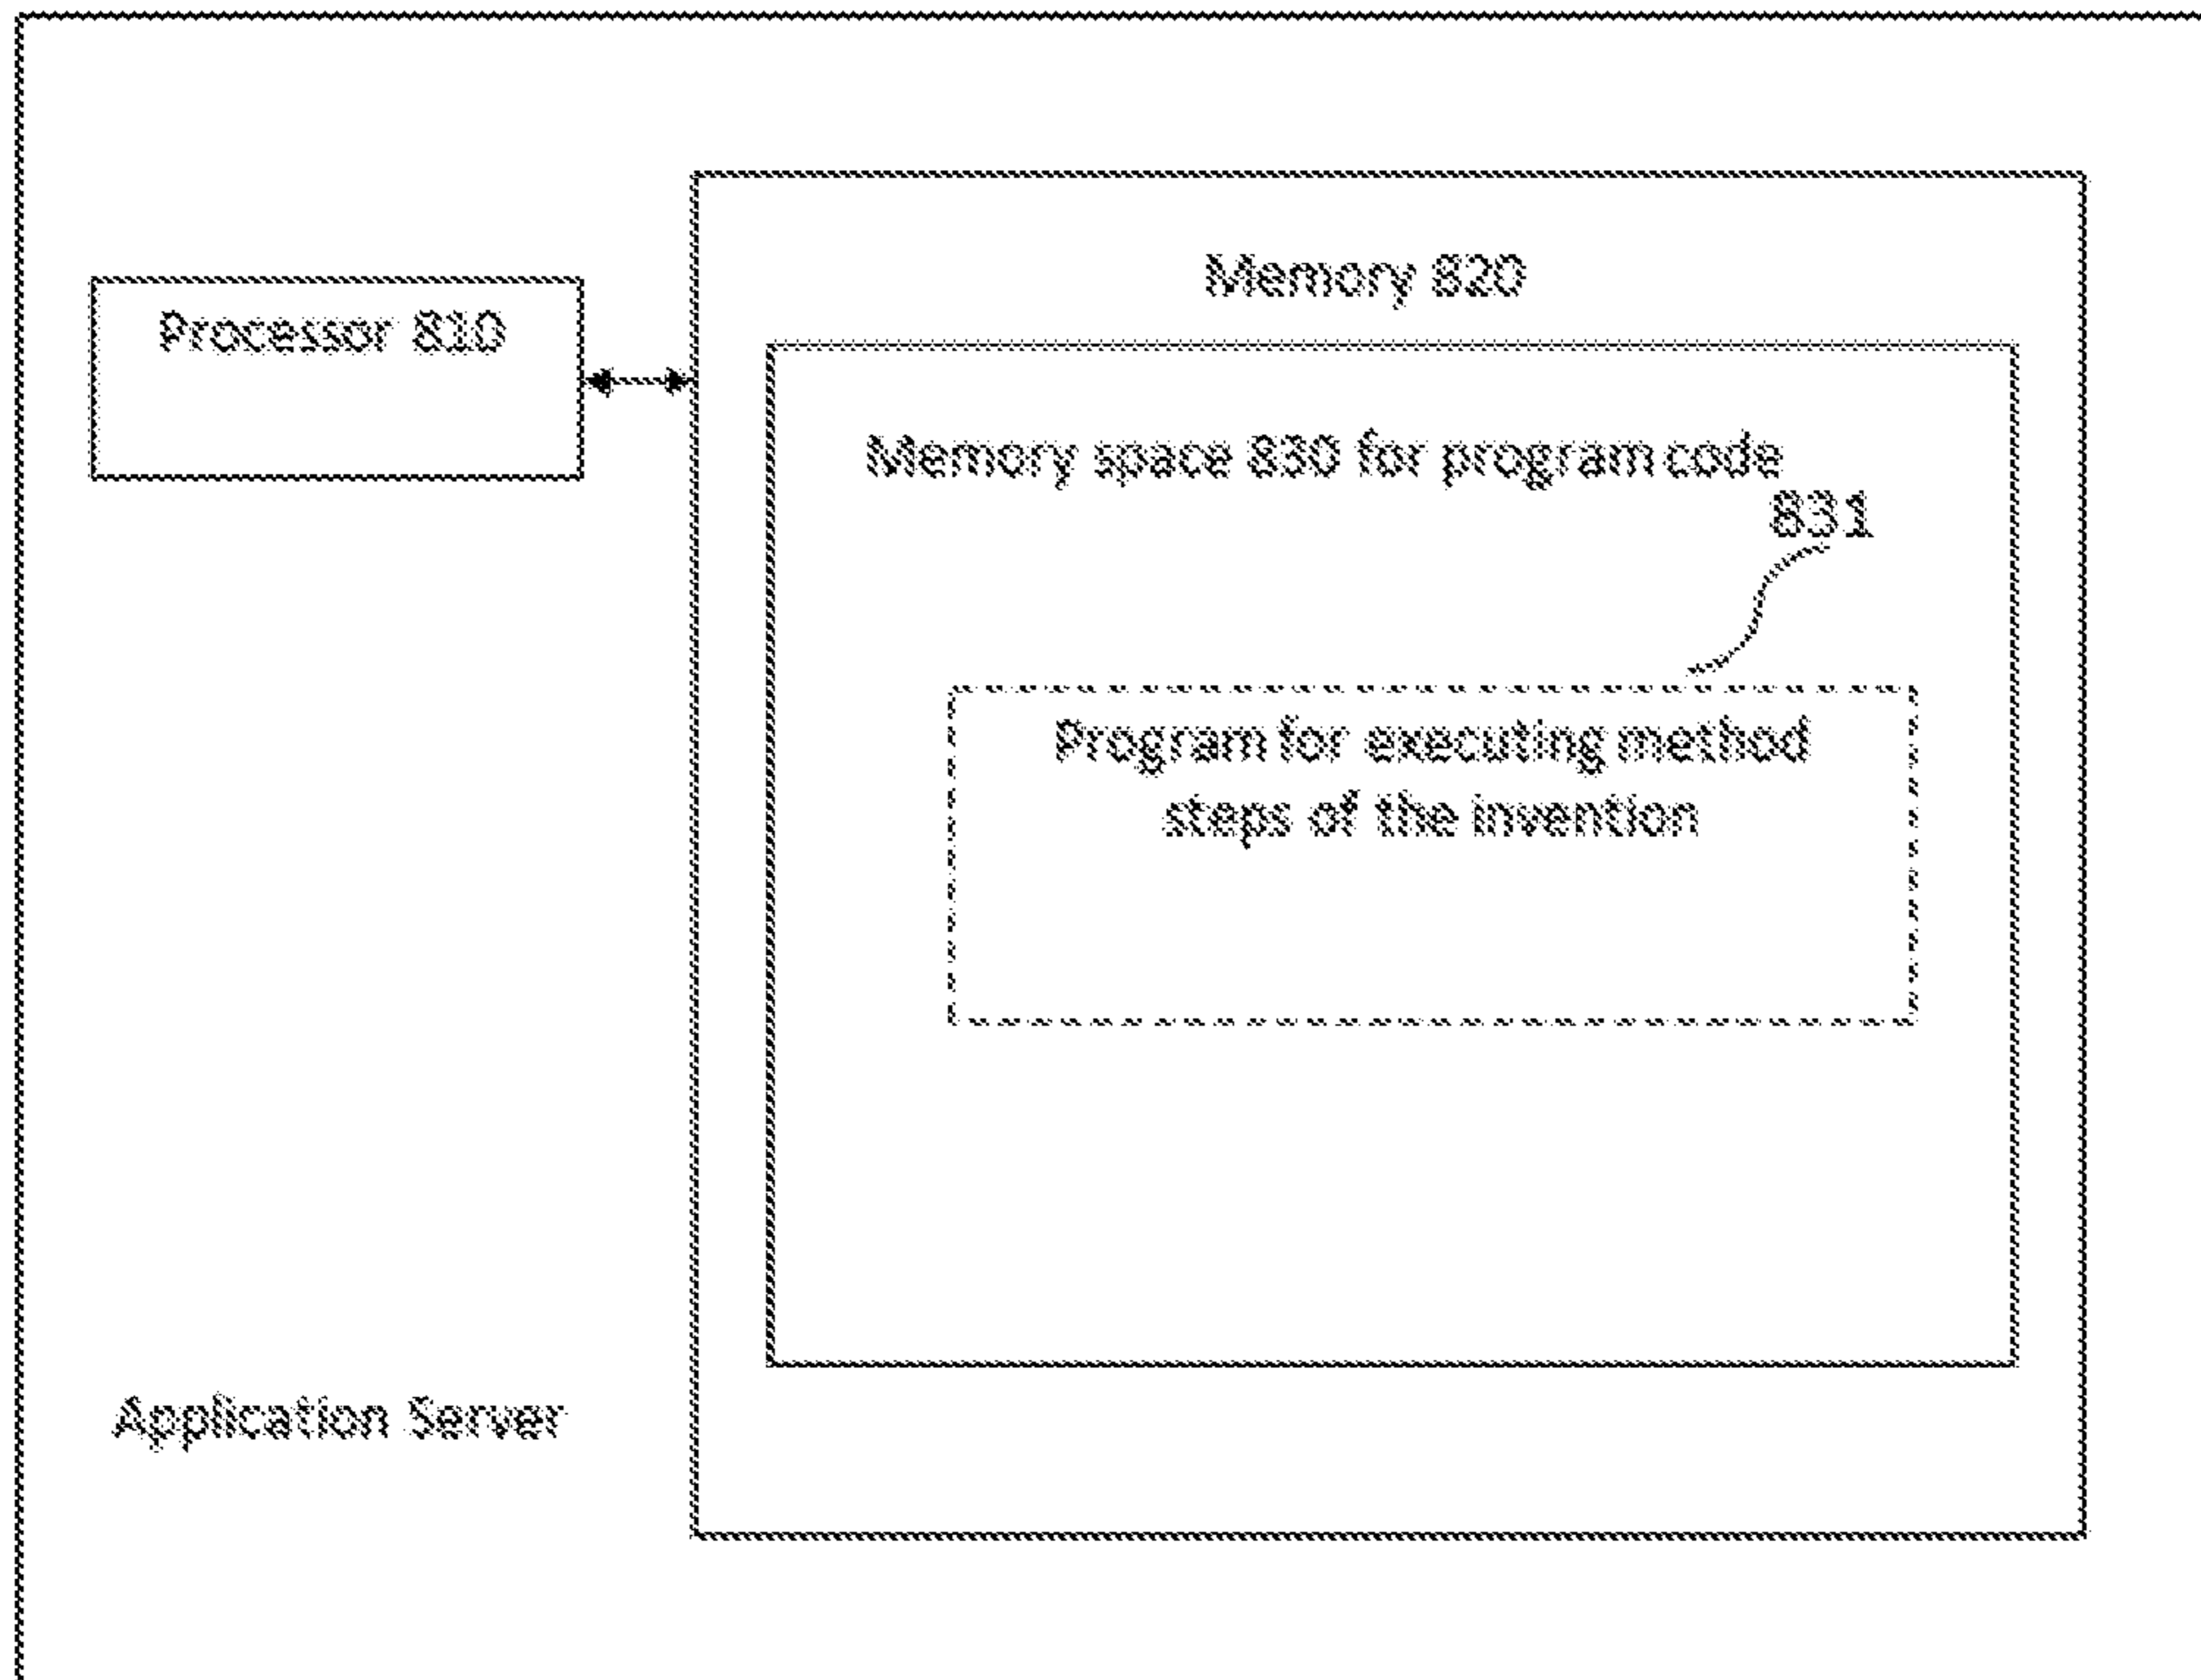 Memory 820
Processor 810
Memory space 830 for program code
831
Program for executing method
steps of the invention
Application Server